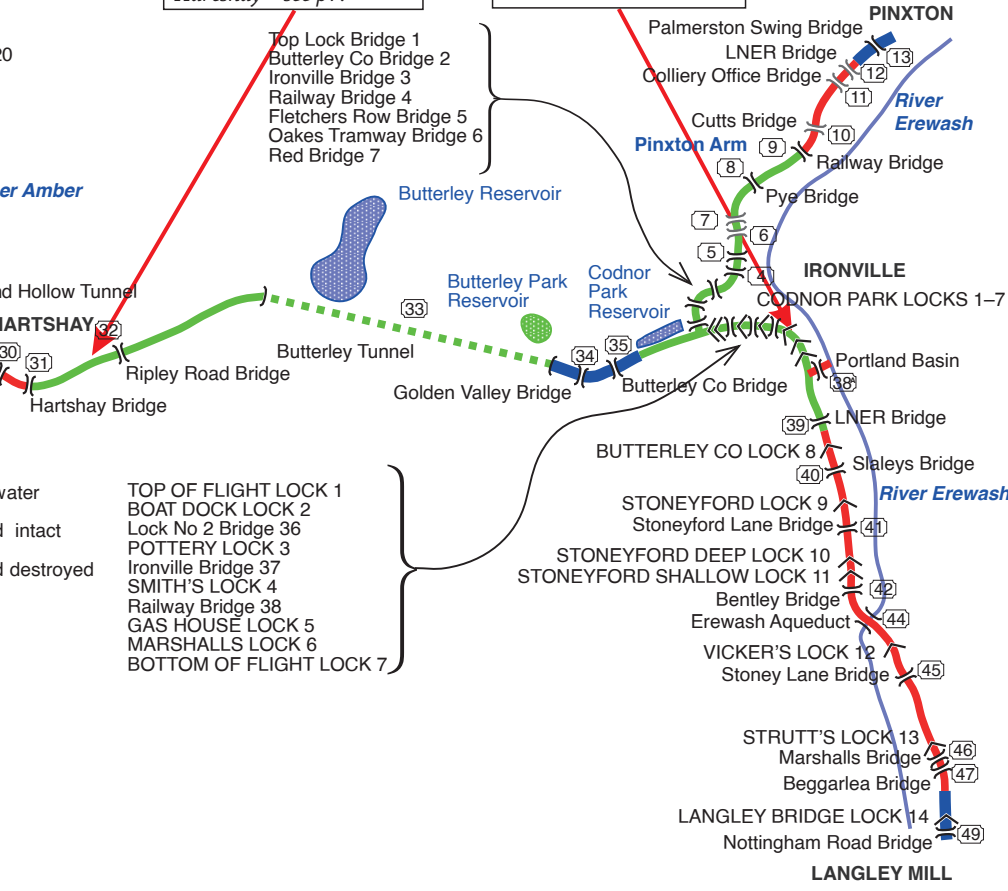 PINXTON
Palmerston Swing Bridge
LNER Bridge
13
Colliery Office Bridge
12
11
River
Erewash
Cutts Bridge
10
Pinxton Arm
9
Railway Bridge
8
Pye Bridge
7
6
5
4
Top Lock Bridge 1
Butterley Co Bridge 2
Ironville Bridge 3
Railway Bridge 4
Fletchers Row Bridge 5
Oakes Tramway Bridge 6
Red Bridge 7
20
er Amber
Butterley Reservoir
Butterley Park
Reservoir
Codnor
Park
Reservoir
IRONVILLE
CODNOR PARK LOCKS 1–7
nd Hollow Tunnel
HARTSHAY
32
33
30
31
Butterley Tunnel
Ripley Road Bridge
Hartshay Bridge
34
35
Golden Valley Bridge
Butterley Co Bridge
Portland Basin
38
39
LNER Bridge
BUTTERLEY CO LOCK 8
40
Slaleys Bridge
River Erewash
STONEYFORD LOCK 9
Stoneyford Lane Bridge
41
STONEYFORD DEEP LOCK 10
STONEYFORD SHALLOW LOCK 11
Bentley Bridge
42
Erewash Aqueduct
44
VICKER'S LOCK 12
Stoney Lane Bridge
45
STRUTT'S LOCK 13
46
Marshalls Bridge
47
Beggarlea Bridge
LANGLEY BRIDGE LOCK 14
Nottingham Road Bridge
49
LANGLEY MILL
water
d intact
d destroyed
TOP OF FLIGHT LOCK 1
BOAT DOCK LOCK 2
Lock No 2 Bridge 36
POTTERY LOCK 3
Ironville Bridge 37
SMITH'S LOCK 4
Railway Bridge 38
GAS HOUSE LOCK 5
MARSHALLS LOCK 6
BOTTOM OF FLIGHT LOCK 7